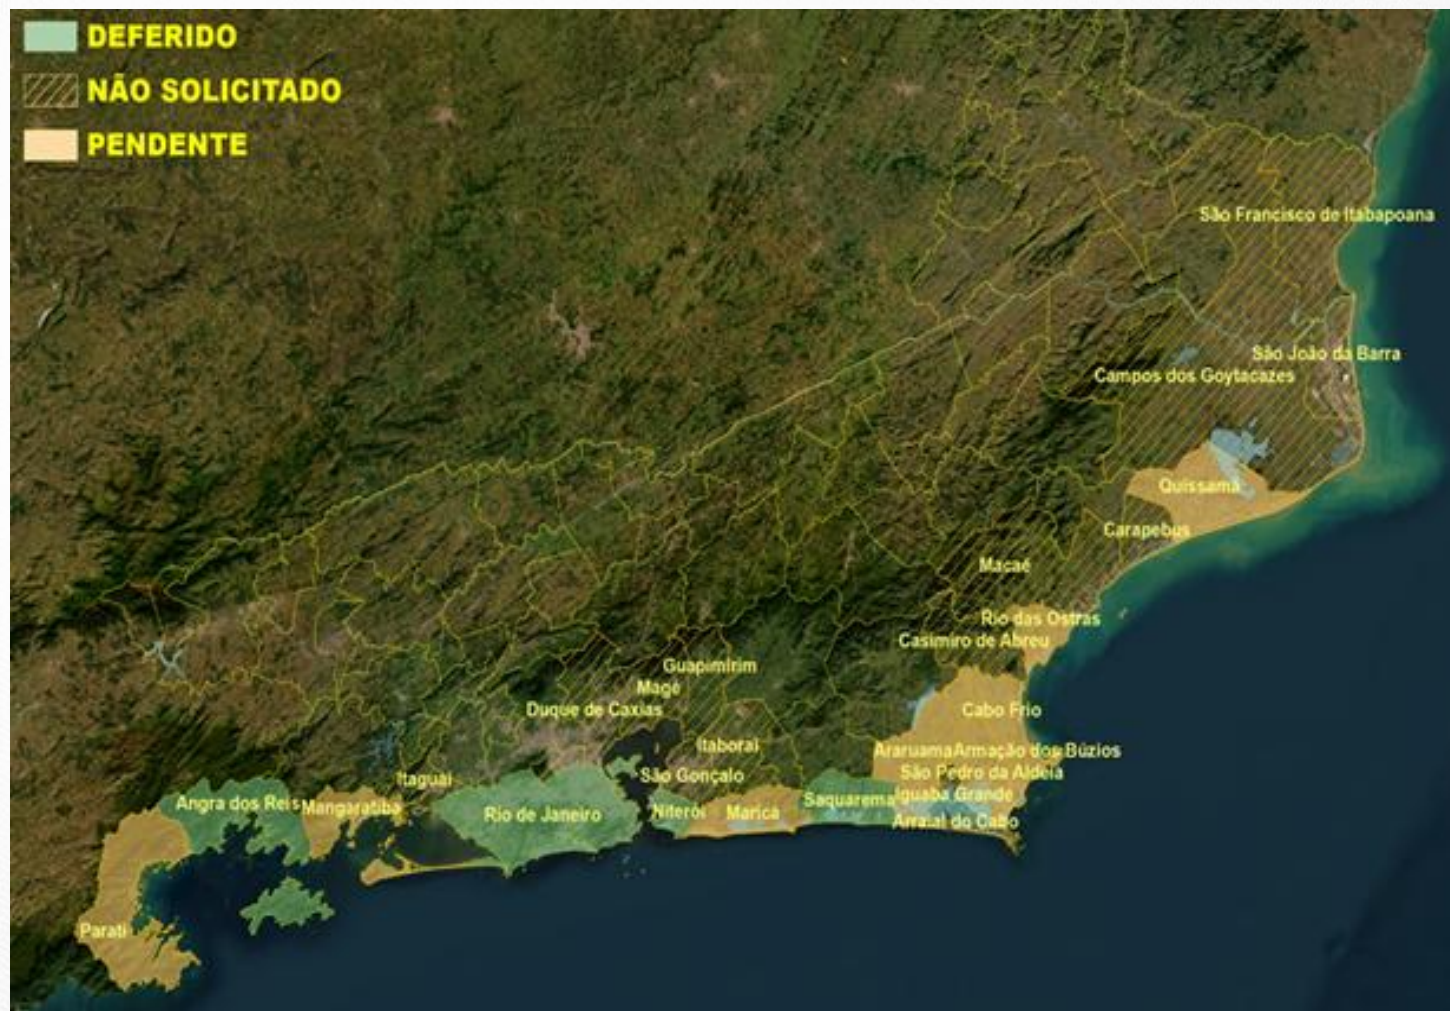 DEFERIDO
NÃO SOLICITADO
PENDENTE
São Francisco de Itabapoana
São João da Barra
Campos dos Goytacazes
Quissamã
Carapebus
Macaé
Rio das Ostras
Casimiro de Abreu
Guapimirim
Magé
Duque de Caxias
Cabo Frio
Itaboraí
Araruama
Armação dos Búzios
São Pedro da Aldeia
São Gonçalo
Itaguaí
Iguaba Grande
Saquarema
Angra dos Reis
Mangaratiba
Rio de Janeiro
Niterói
Maricá
Arraial do Cabo
Parati